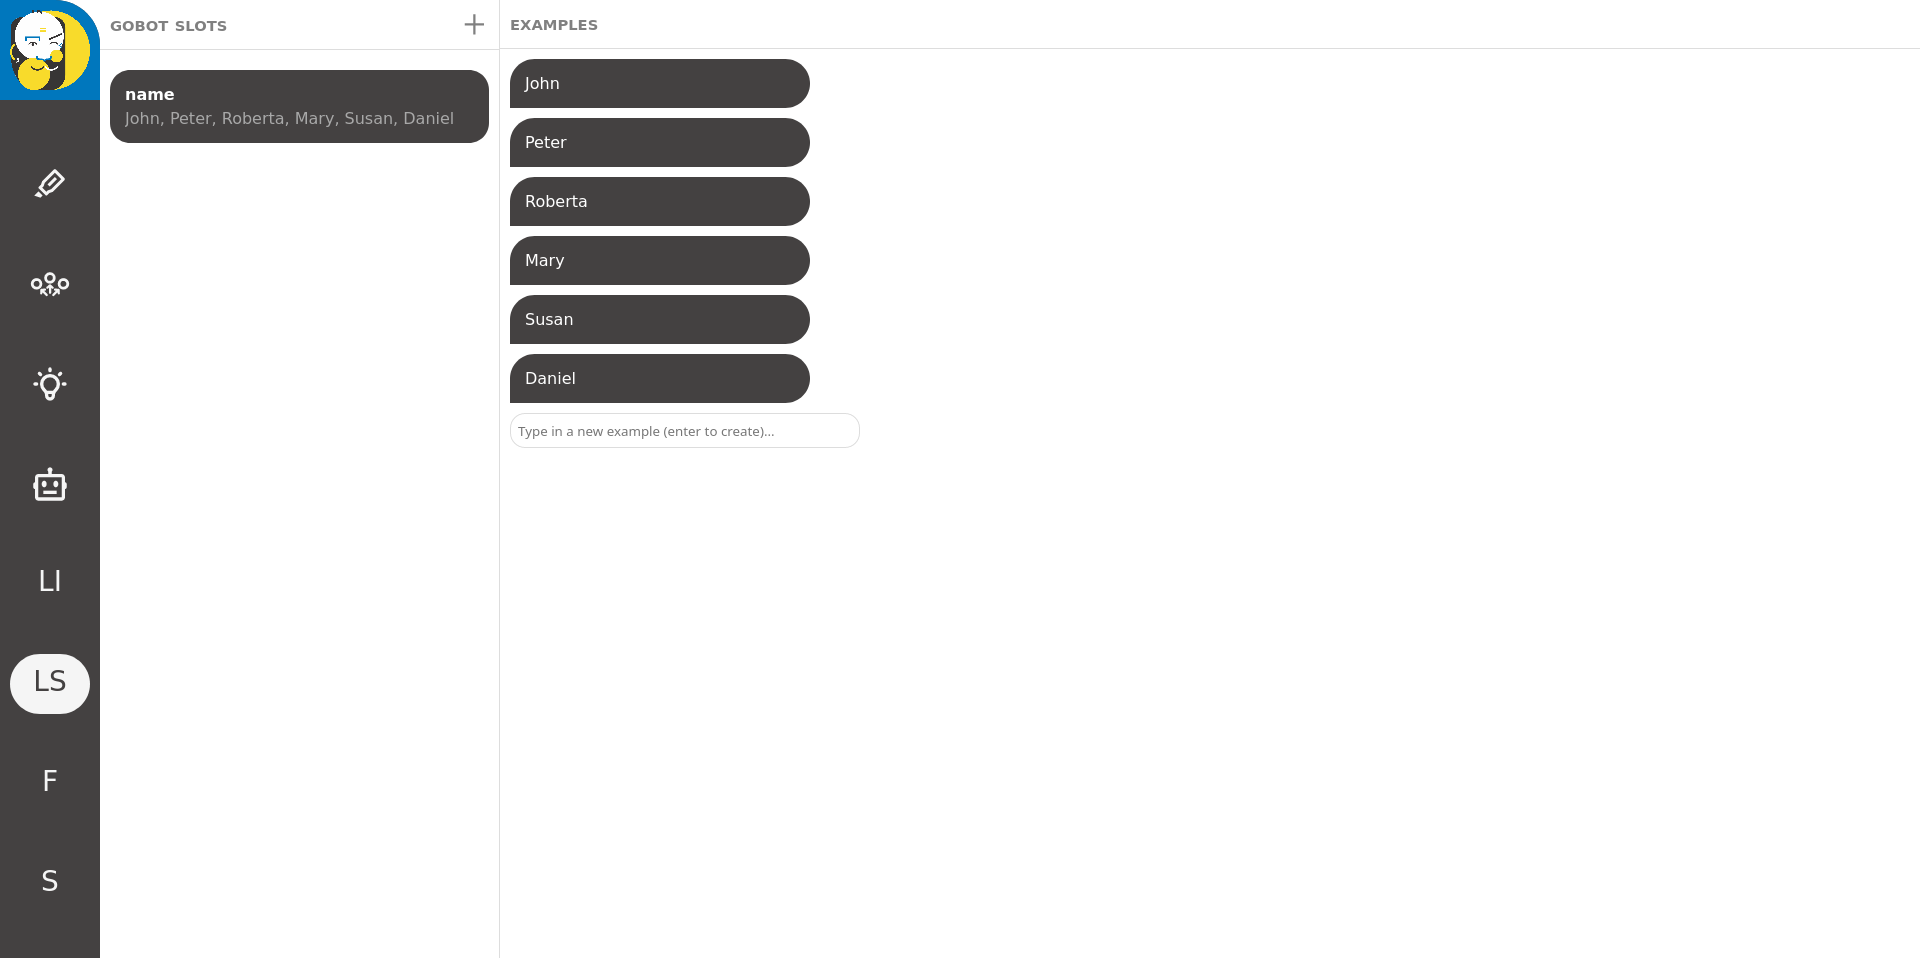 GOBOT SLOTS
name
John, Peter, Roberta, Mary, Susan, Daniel
LI
LS
F
S
EXAMPLES
John
Peter
Roberta
Mary
Susan
Daniel
Type in a new example (enter to create)...